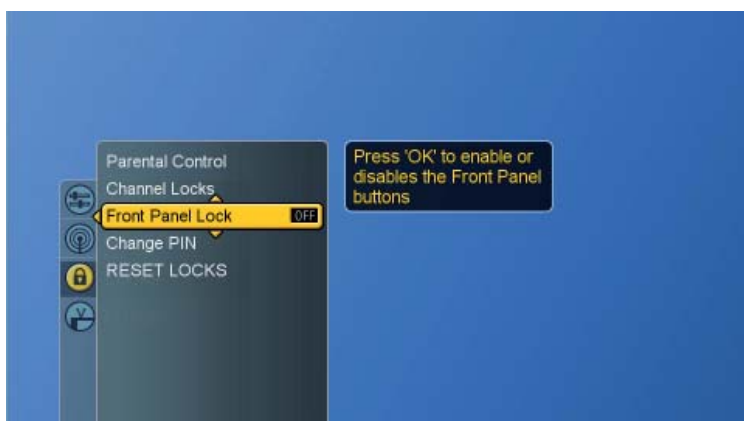 Parental Control
Channel Locks
Front Panel Lock OFF
Change PIN
RESET LOCKS
Press 'OK' to enable or
disables the Front Panel
buttons